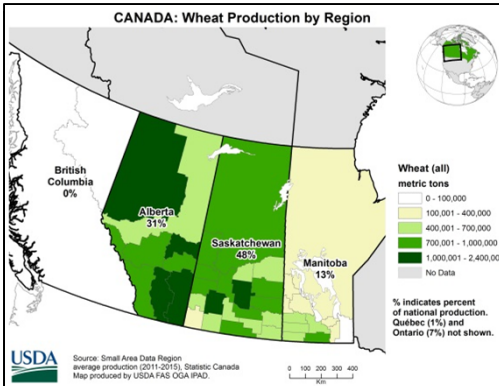 CANADA: Wheat Production by Region
British
Columbia
0%
Alberta
31%
Saskatchewan
48%
Manitoba
13%
Wheat (all)
metric tons
0 - 100,000
100,001 - 400,000
400,001 - 700,000
700,001 - 1,000,000
1,000,001 - 2,400,000
No Data
% indicates percent
of national production.
Québec (1%) and
Ontario (7%) not shown.
USDA
Source: Small Area Data Region
average production (2011-2015), Statistic Canada
Map produced by USDA FAS OGA IPAD.
0 100 200 300 400
Km